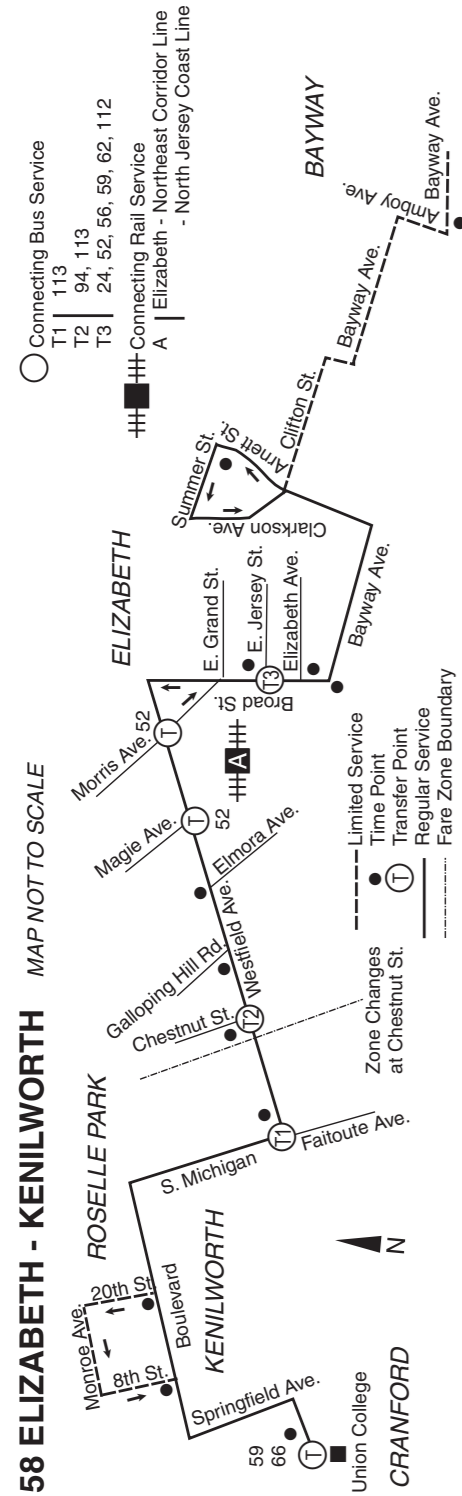 58 ELIZABETH - KENILWORTH MAP NOT TO SCALE
Connecting Bus Service
T1 113
T2 94, 113
T3 24, 52, 56, 59, 62, 112
Connecting Rail Service
A Elizabeth - Northeast Corridor Line
- North Jersey Coast Line
ROSELLE PARK
ELIZABETH
BAYWAY
KENILWORTH
CRANFORD
Monroe Ave.
20th St.
8th St.
Boulevard
Springfield Ave.
59
66
T
Union College
S. Michigan
T1
Faitoute Ave.
Chestnut St.
T2
Galloping Hill Rd.
Westfield Ave.
Elmora Ave.
Magie Ave.
T
52
Morris Ave.
T
52
A
E. Grand St.
E. Jersey St.
Broad St.
T3
Elizabeth Ave.
Bayway Ave.
Summer St.
Arnett St.
Clarkson Ave.
Clifton St.
Bayway Ave.
Amboy Ave.
Bayway Ave.
Zone Changes
at Chestnut St.
Limited Service
Time Point
T Transfer Point
Regular Service
Fare Zone Boundary
N